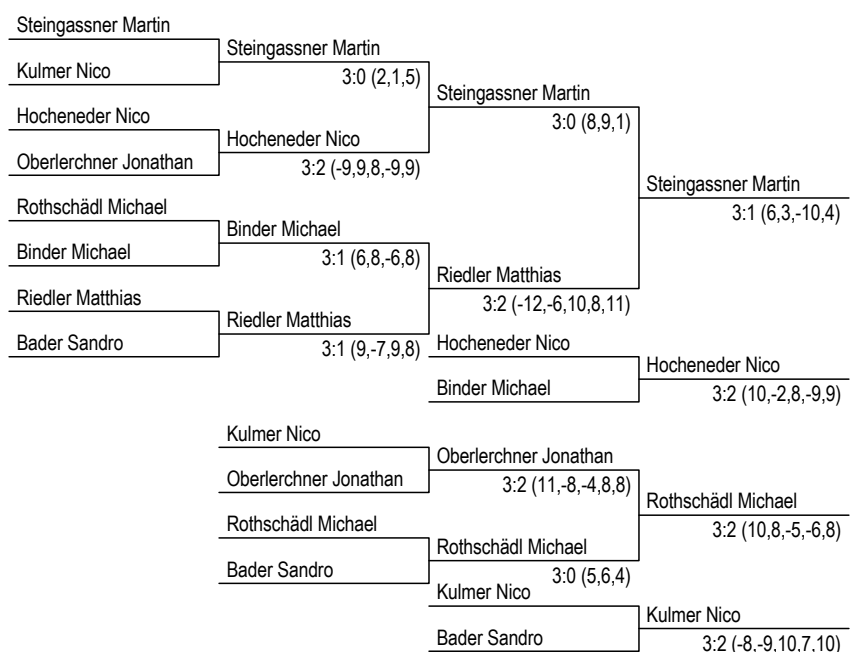 Steingassner Martin
Steingassner Martin
Kulmer Nico
3:0 (2,1,5)
Steingassner Martin
Hocheneder Nico
3:0 (8,9,1)
Hocheneder Nico
Oberlerchner Jonathan
3:2 (-9,9,8,-9,9)
Steingassner Martin
Rothschädl Michael
3:1 (6,3,-10,4)
Binder Michael
Binder Michael
3:1 (6,8,-6,8)
Riedler Matthias
Riedler Matthias
3:2 (-12,-6,10,8,11)
Riedler Matthias
Bader Sandro
3:1 (9,-7,9,8)
Hocheneder Nico
Hocheneder Nico
Binder Michael
3:2 (10,-2,8,-9,9)
Kulmer Nico
Oberlerchner Jonathan
Oberlerchner Jonathan
3:2 (11,-8,-4,8,8)
Rothschädl Michael
Rothschädl Michael
3:2 (10,8,-5,-6,8)
Rothschädl Michael
Bader Sandro
3:0 (5,6,4)
Kulmer Nico
Kulmer Nico
Bader Sandro
3:2 (-8,-9,10,7,10)